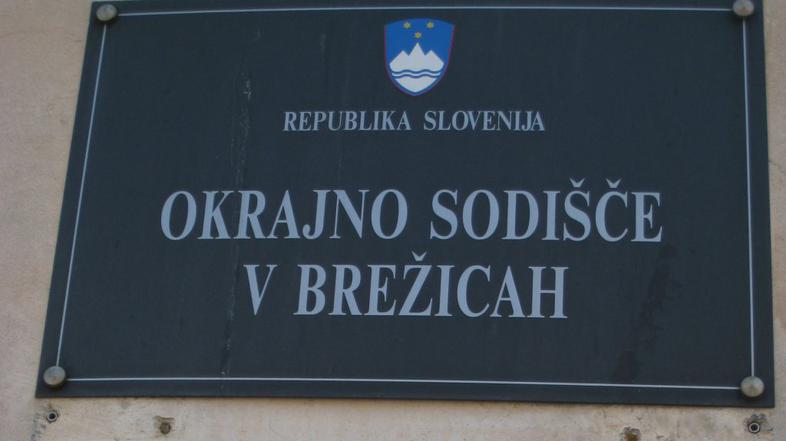 REPUBLIKA SLOVENIJA
OKRAJNO SODIŠČE
V BREŽICAH